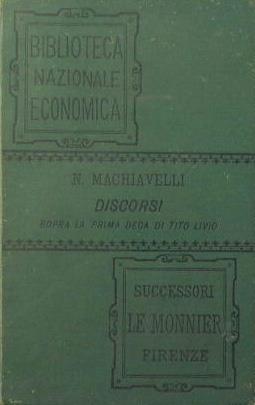 BIBLIOTECA
NAZIONALE
ECONOMICA
N. MACHIAVELLI
DISCORSI
SOPRA LA PRIMA DECA DI TITO LIVIO
SUCCESSORI
LE MONNIER
FIRENZE